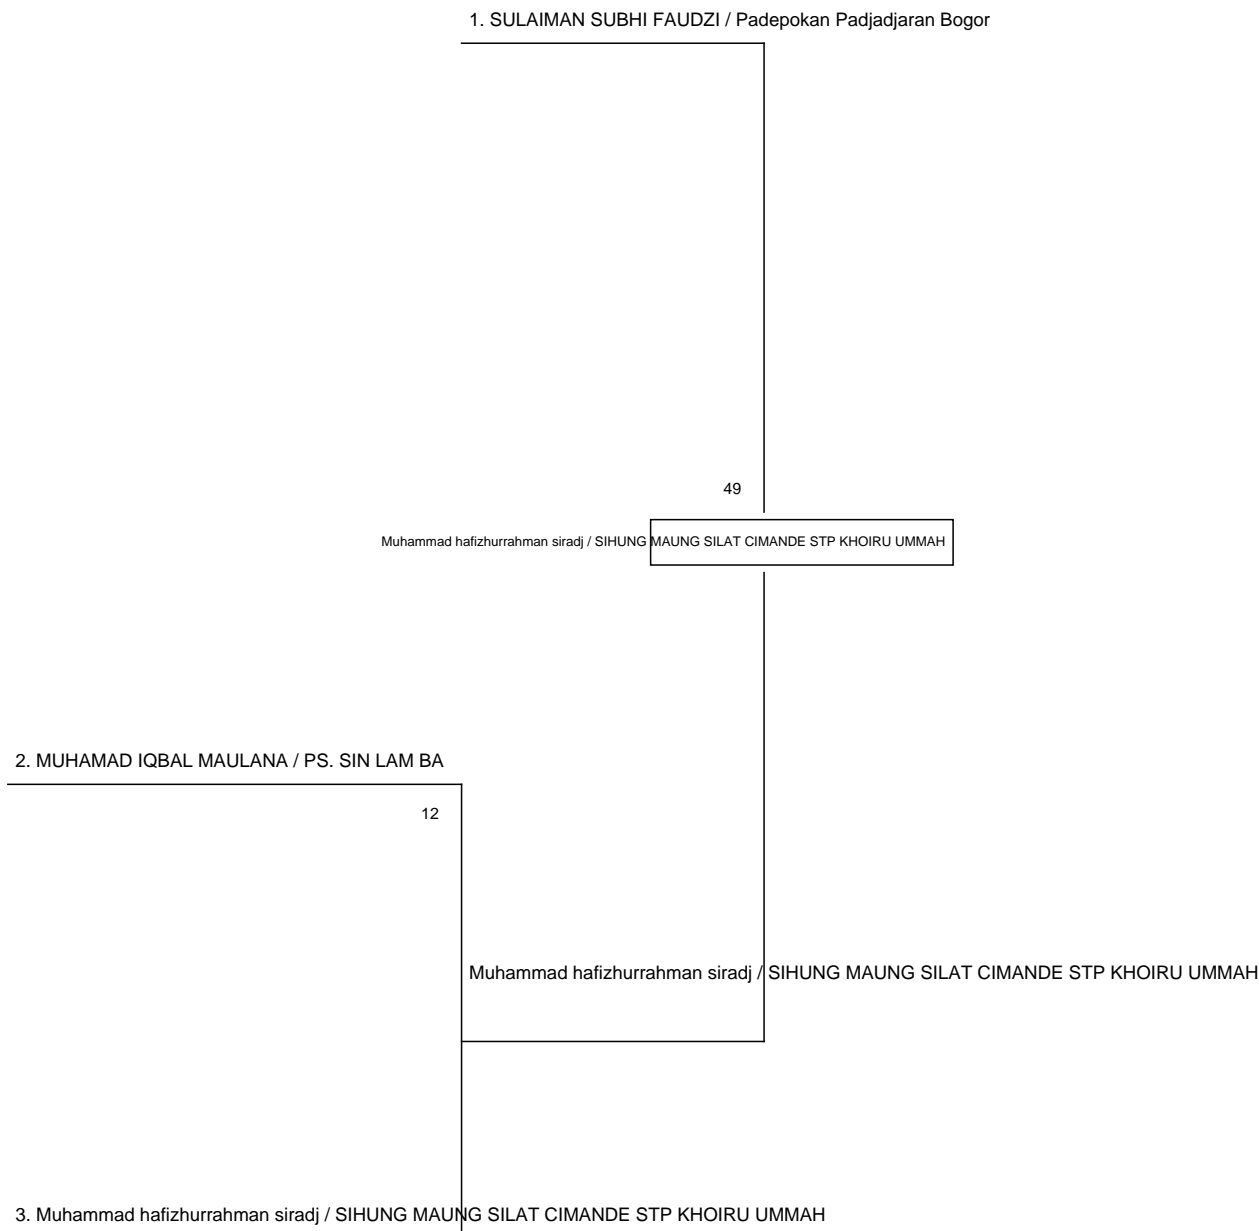 1. SULAIMAN SUBHI FAUDZI / Padepokan Padjadjaran Bogor
49
Muhammad hafizhurrahman siradj / SIHUNG MAUNG SILAT CIMANDE STP KHOIRU UMMAH
2. MUHAMAD IQBAL MAULANA / PS. SIN LAM BA
12
Muhammad hafizhurrahman siradj / SIHUNG MAUNG SILAT CIMANDE STP KHOIRU UMMAH
3. Muhammad hafizhurrahman siradj / SIHUNG MAUNG SILAT CIMANDE STP KHOIRU UMMAH